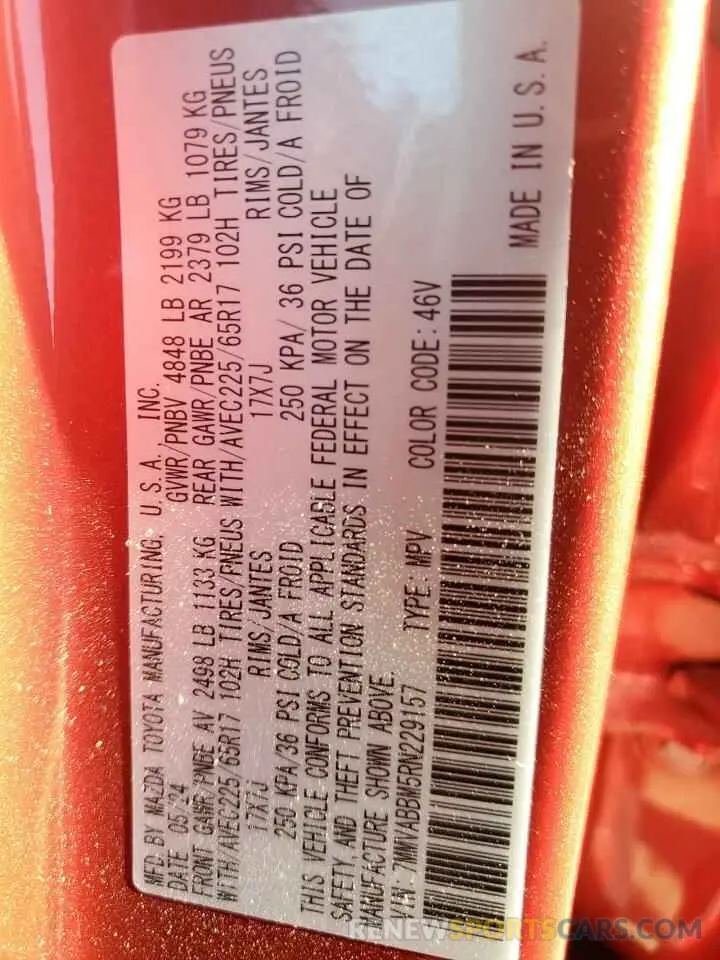 MFD. BY MAZDA TOYOTA MANUFACTURING, U.S.A. INC.
DATE 05/24 GVWR/PNBV 4848 LB 2199 KG
FRONT GAWR/PNBE AV 2498 LB 1133 KG REAR GAWR/PNBE AR 2379 LB 1079 KG
WITH/AVEC225/65R17 102H TIRES/PNEUS WITH/AVEC225/65R17 102H TIRES/PNEUS
17X7J RIMS/JANTES 17X7J RIMS/JANTES
250 KPA/36 PSI COLD/A FROID 250 KPA/ 36 PSI COLD/A FROID
THIS VEHICLE CONFORMS TO ALL APPLICABLE FEDERAL MOTOR VEHICLE
SAFETY, AND THEFT PREVENTION STANDARDS IN EFFECT ON THE DATE OF
MANUFACTURE SHOWN ABOVE.
VIN: 7MMVABBM5RN229157 TYPE: MPV COLOR CODE: 46V
MADE IN U.S.A.
RENEWSPORTSCARS.COM